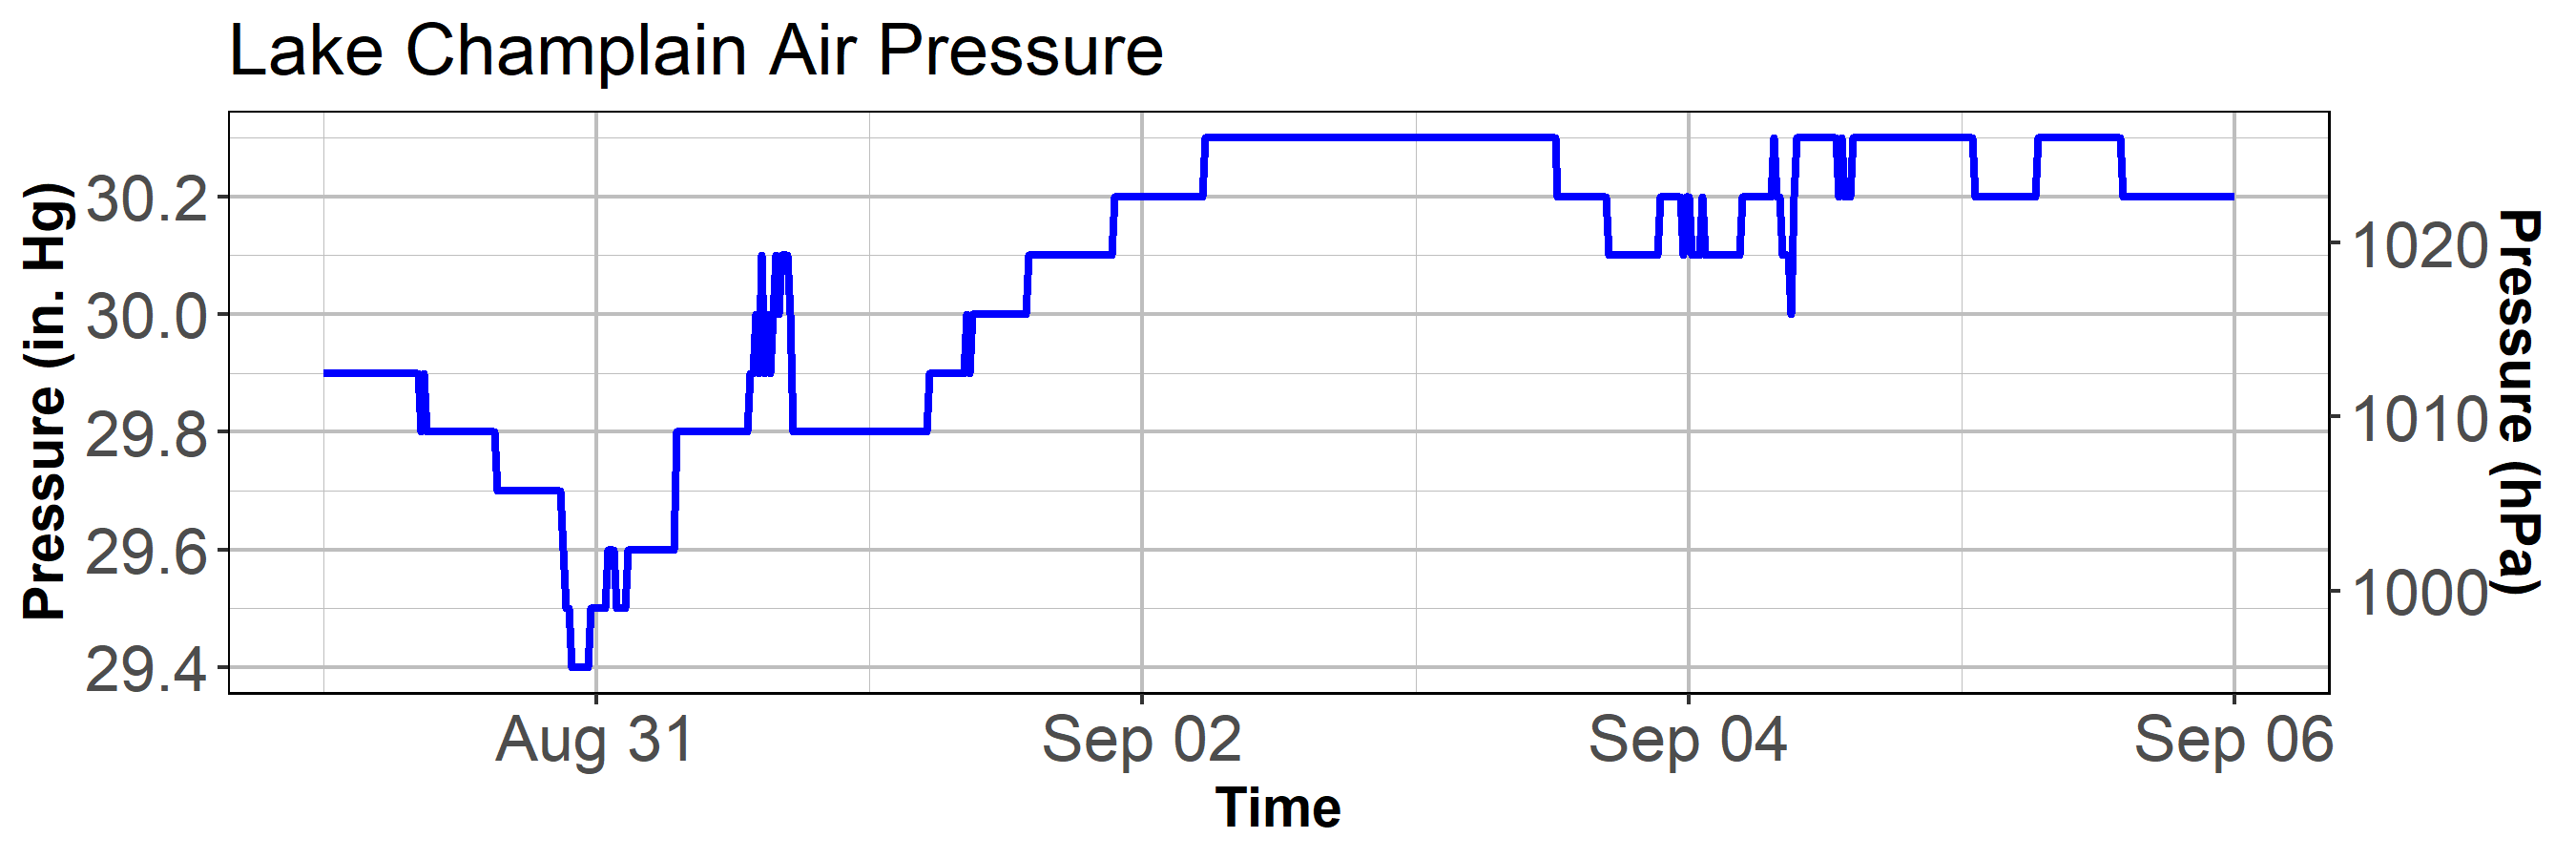 Lake Champlain Air Pressure
Pressure (in. Hg)
30.2
30.0
29.8
29.6
29.4
1020
1010
1000
Pressure (hPa)
Aug 31
Sep 02
Sep 04
Sep 06
Time